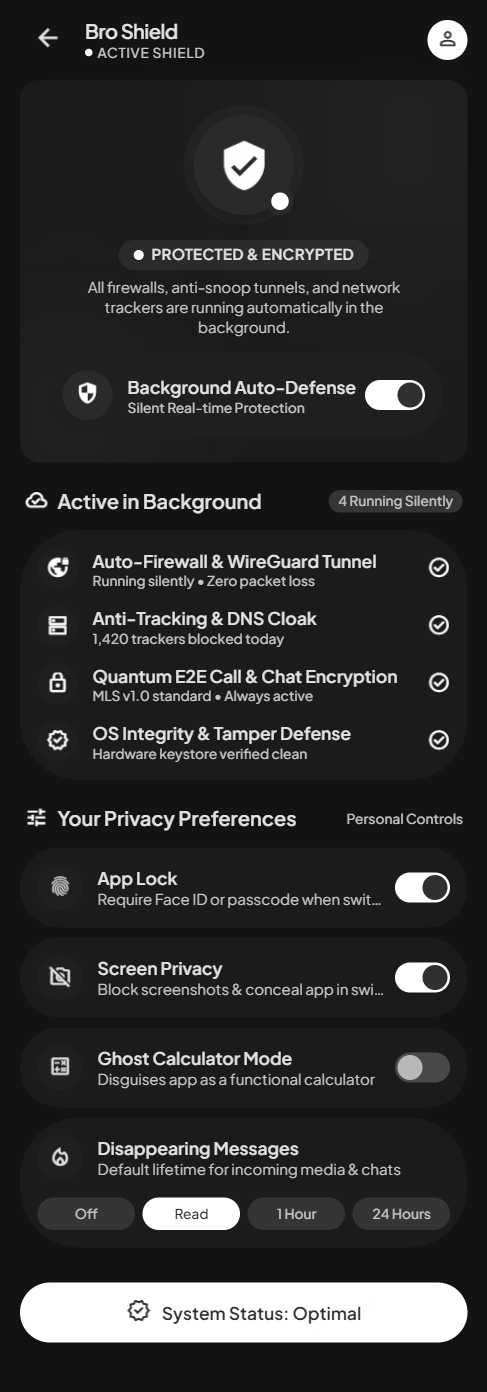 Bro Shield
ACTIVE SHIELD
PROTECTED & ENCRYPTED
All firewalls, anti-snoop tunnels, and network
trackers are running automatically in the
background.
Background Auto-Defense
Silent Real-time Protection
Active in Background
4 Running Silently
Auto-Firewall & WireGuard Tunnel
Running silently • Zero packet loss
Anti-Tracking & DNS Cloak
1,420 trackers blocked today
Quantum E2E Call & Chat Encryption
MLS v1.0 standard • Always active
OS Integrity & Tamper Defense
Hardware keystore verified clean
Your Privacy Preferences
Personal Controls
App Lock
Require Face ID or passcode when swit...
Screen Privacy
Block screenshots & conceal app in swi...
Ghost Calculator Mode
Disguises app as a functional calculator
Disappearing Messages
Default lifetime for incoming media & chats
Off
Read
1 Hour
24 Hours
System Status: Optimal